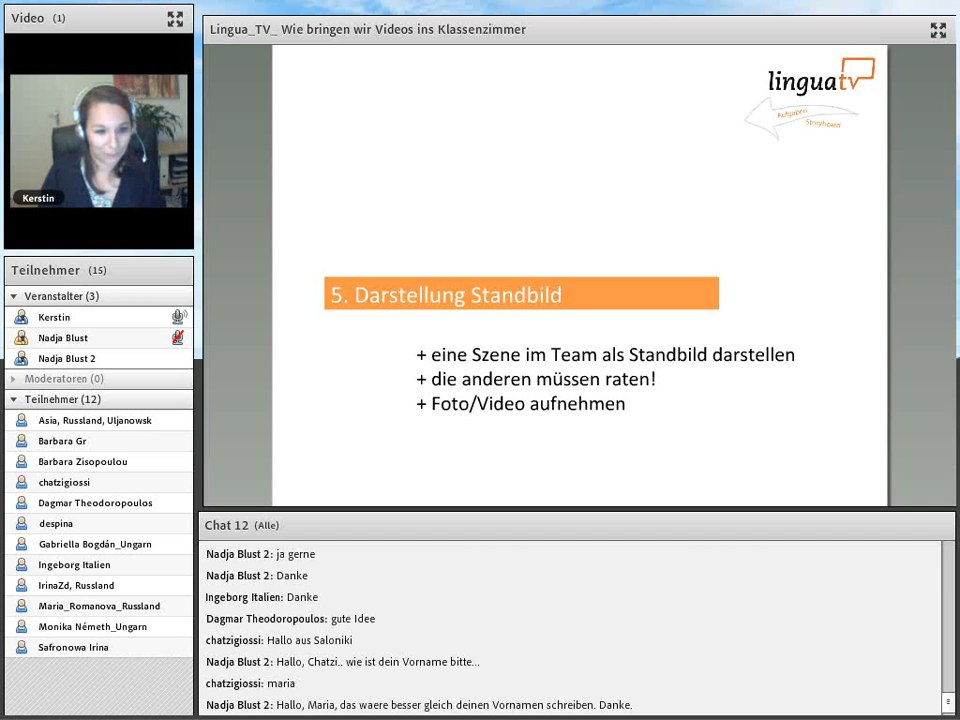 Video (1)
Kerstin
Teilnehmer (15)
Veranstalter (3)
Kerstin
Nadja Blust
Nadja Blust 2
Moderatoren (0)
Teilnehmer (12)
Asia, Russland, Uljanowsk
Barbara Gr
Barbara Zisopoulou
chatzigiossi
Dagmar Theodoropoulos
despina
Gabriella Bogdán_Ungarn
Ingeborg Italien
IrinaZd, Russland
Maria_Romanova_Russland
Monika Németh_Ungarn
Safronowa Irina
Lingua_TV_ Wie bringen wir Videos ins Klassenzimmer
linguatv
Aufgaben
Storyboard
5. Darstellung Standbild
+ eine Szene im Team als Standbild darstellen
+ die anderen müssen raten!
+ Foto/Video aufnehmen
Chat 12 (Alle)
Nadja Blust 2: ja gerne
Nadja Blust 2: Danke
Ingeborg Italien: Danke
Dagmar Theodoropoulos: gute Idee
chatzigiossi: Hallo aus Saloniki
Nadja Blust 2: Hallo, Chatzi.. wie ist dein Vorname bitte...
chatzigiossi: maria
Nadja Blust 2: Hallo, Maria, das waere besser gleich deinen Vornamen schreiben. Danke.